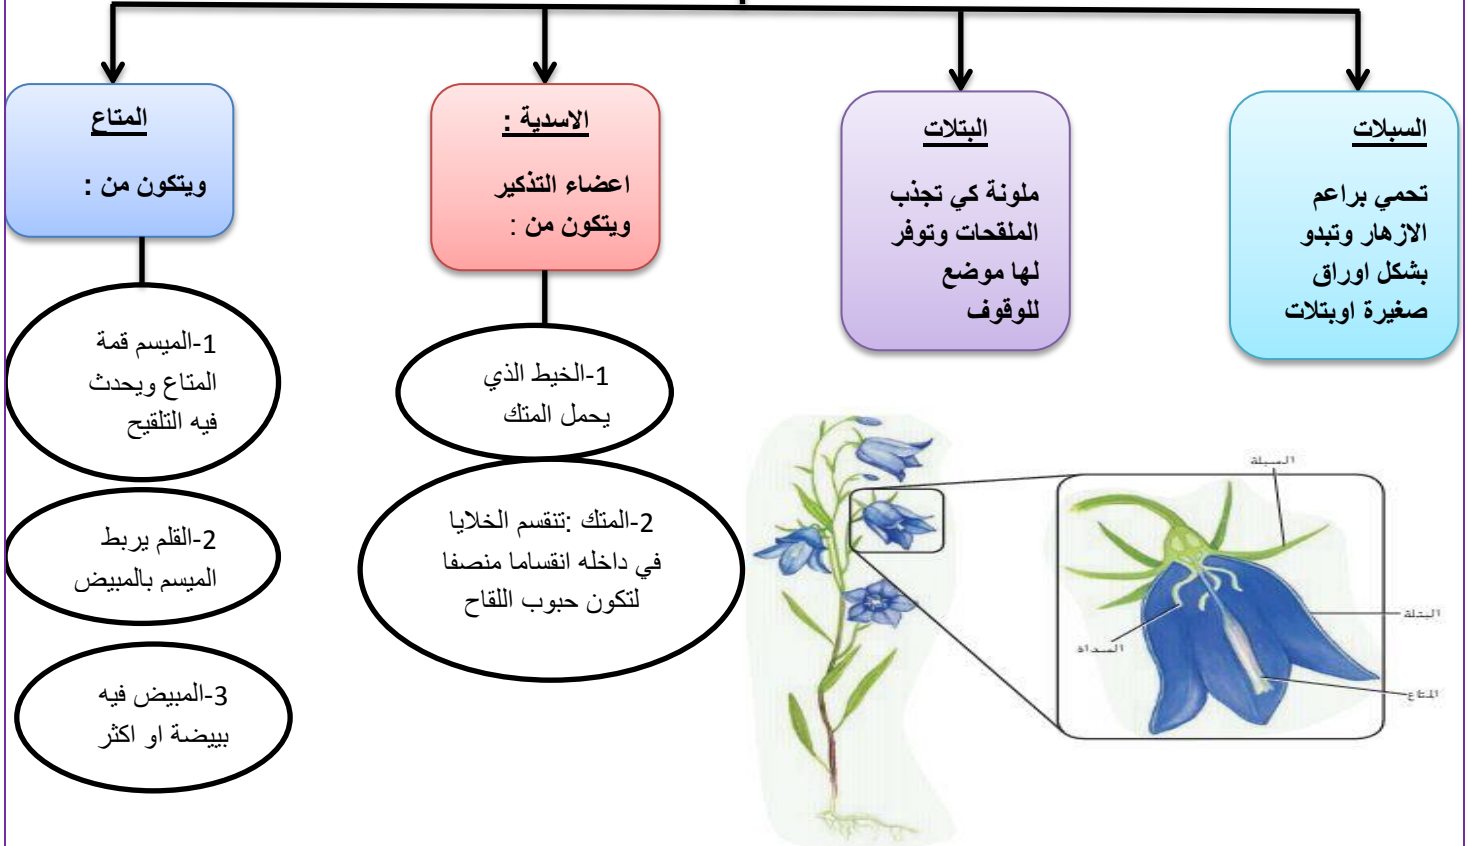 السبلات
تحمي براعم
الازهار وتبدو
بشكل اوراق
صغيرة اوبتلات
البتلات
ملونة كي تجذب
الملقحات وتوفر
لها موضع
للوقوف
الاسدية :
اعضاء التذكير
ويتكون من :
1-الخيط الذي
يحمل المتك
2-المتك :تنقسم الخلايا
في داخله انقساما منصفا
لتكون حبوب اللقاح
المتاع
ويتكون من :
1-الميسم قمة
المتاع ويحدث
فيه التلقيح
2-القلم يربط
الميسم بالمبيض
3-المبيض فيه
بييضة او اكثر
السبلة
البتلة
السداة
المتاع